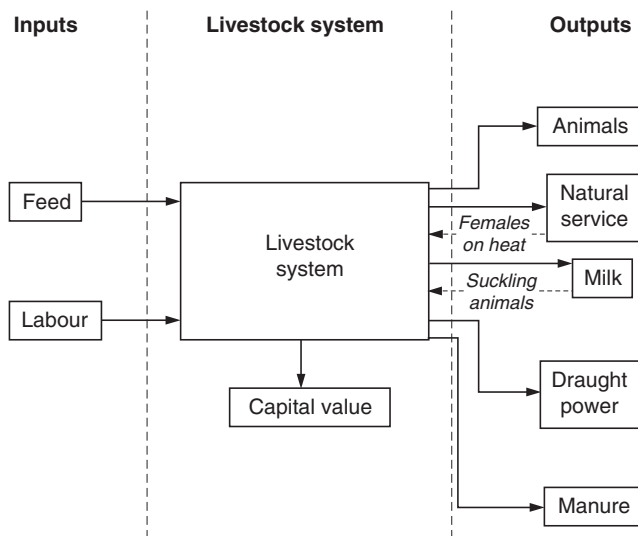 Inputs
Livestock system
Outputs
Animals
Feed
Natural
service
Females
on heat
Livestock
system
Milk
Suckling
animals
Labour
Capital value
Draught
power
Manure